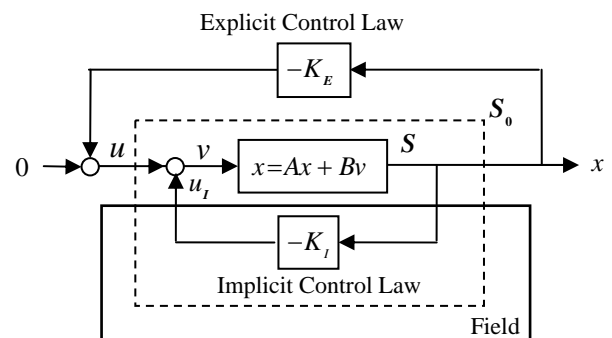 Explicit Control Law
−K_E
S_0
0
u
v
x=Ax + Bv
S
x
u_I
−K_I
Implicit Control Law
Field